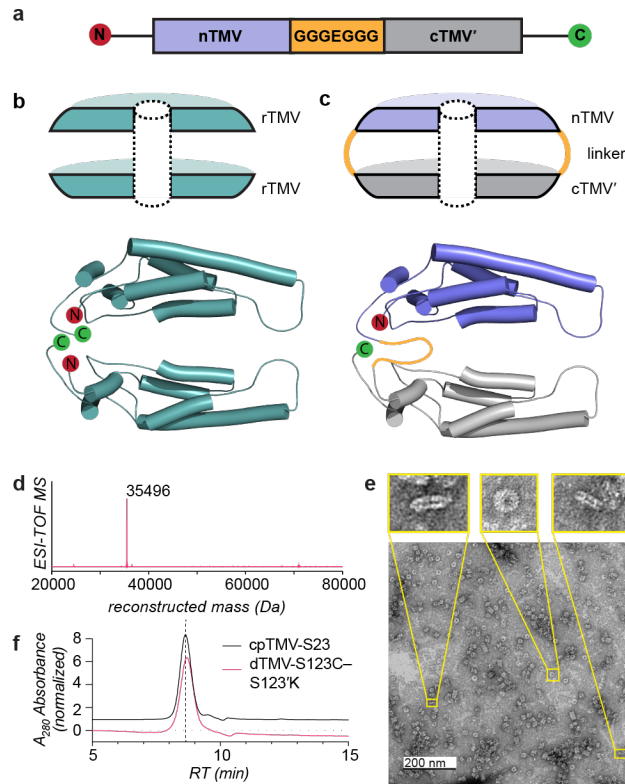 a
N nTMV GGGEGGG cTMV′ C
b
rTMV
rTMV
c
nTMV
linker
cTMV′
N
C
C
N
N
C
d
ESI-TOF MS
35496
20000 40000 60000 80000
reconstructed mass (Da)
e
200 nm
f
A280 Absorbance
(normalized)
8
6
4
2
0
cpTMV-S23
dTMV-S123C–
S123′K
5 10 15
RT (min)